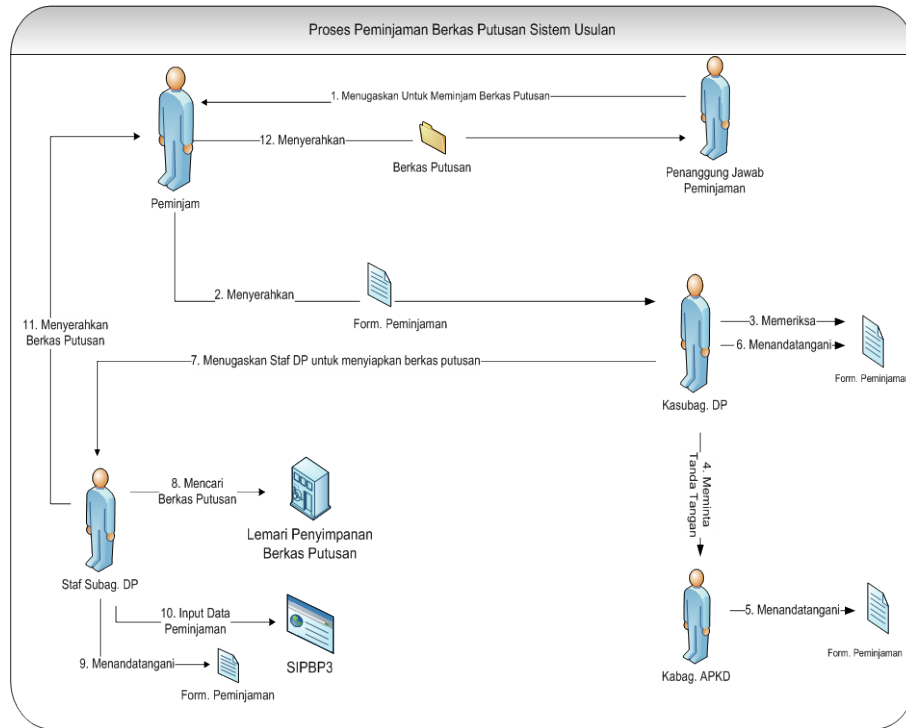 Proses Peminjaman Berkas Putusan Sistem Usulan
1. Menugaskan Untuk Meminjam Berkas Putusan
12. Menyerahkan
Berkas Putusan
Peminjam
Penanggung Jawab
Peminjaman
2. Menyerahkan
Form. Peminjaman
3. Memeriksa
6. Menandatangani
Form. Peminjaman
Kasubag. DP
11. Menyerahkan
Berkas Putusan
7. Menugaskan Staf DP untuk menyiapkan berkas putusan
4. Meminta
Tanda Tangan
8. Mencari
Berkas Putusan
Lemari Penyimpanan
Berkas Putusan
Staf Subag. DP
10. Input Data
Peminjaman
SIPBP3
9. Menandatangani
Form. Peminjaman
5. Menandatangani
Form. Peminjaman
Kabag. APKD